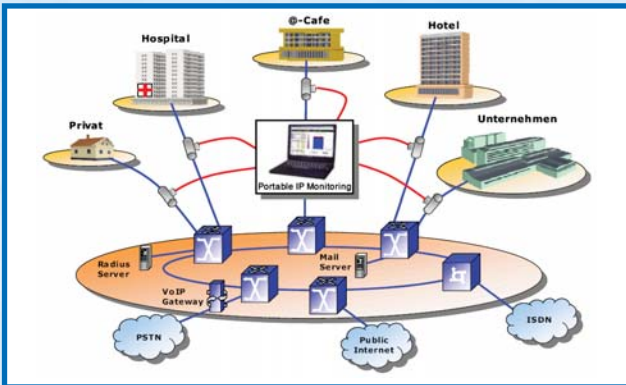 @-Cafe
Hospital
Hotel
Privat
Unternehmen
Portable IP Monitoring
Radius
Server
Mail
Server
VoIP
Gateway
PSTN
Public
Internet
ISDN